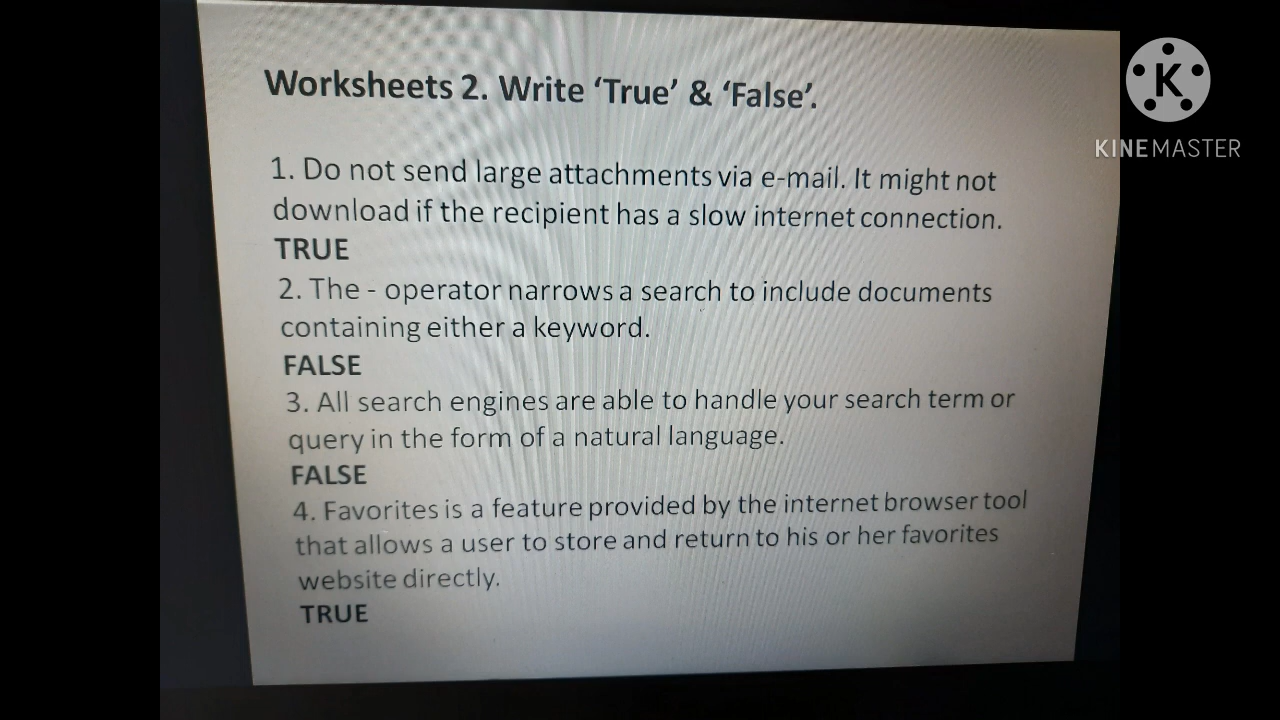 Worksheets 2. Write ‘True’ & ‘False’.
1. Do not send large attachments via e-mail. It might not
download if the recipient has a slow internet connection.
TRUE
2. The - operator narrows a search to include documents
containing either a keyword.
FALSE
3. All search engines are able to handle your search term or
query in the form of a natural language.
FALSE
4. Favorites is a feature provided by the internet browser tool
that allows a user to store and return to his or her favorites
website directly.
TRUE
K
KINEMASTER